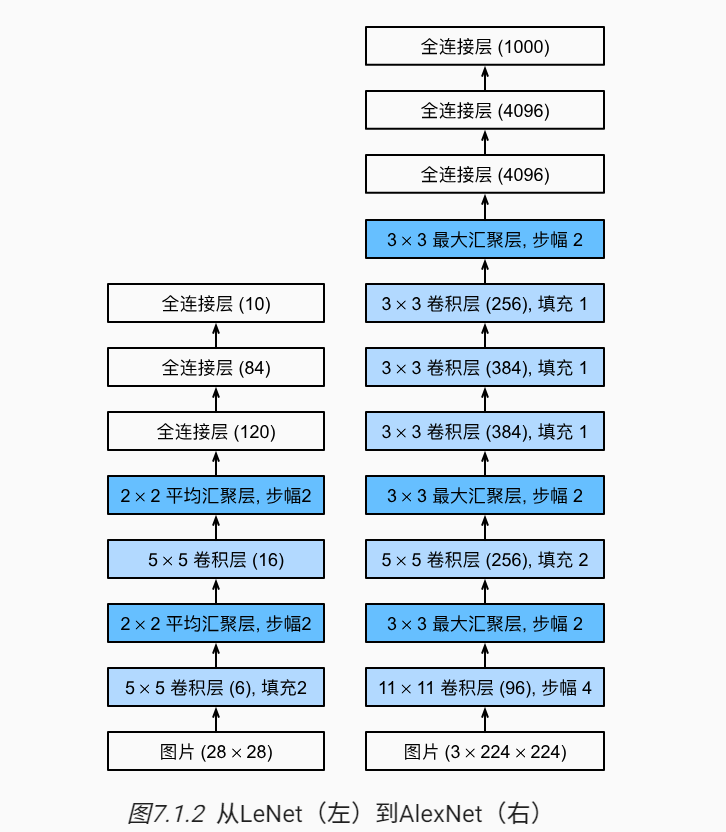 全连接层 (10)
全连接层 (84)
全连接层 (120)
2 × 2 平均汇聚层, 步幅2
5 × 5 卷积层 (16)
2 × 2 平均汇聚层, 步幅2
5 × 5 卷积层 (6), 填充2
图片 (28 × 28)
全连接层 (1000)
全连接层 (4096)
全连接层 (4096)
3 × 3 最大汇聚层, 步幅 2
3 × 3 卷积层 (256), 填充 1
3 × 3 卷积层 (384), 填充 1
3 × 3 卷积层 (384), 填充 1
3 × 3 最大汇聚层, 步幅 2
5 × 5 卷积层 (256), 填充 2
3 × 3 最大汇聚层, 步幅 2
11 × 11 卷积层 (96), 步幅 4
图片 (3 × 224 × 224)
图7.1.2 从LeNet（左）到AlexNet（右）